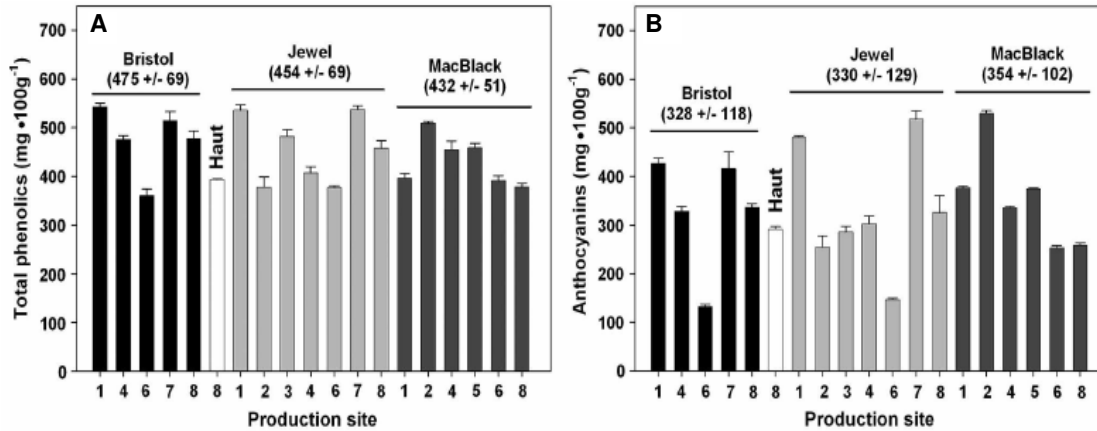 A
700
600
500
400
300
200
100
0
Total phenolics (mg •100g-1)
Bristol
(475 +/- 69)
Jewel
(454 +/- 69)
MacBlack
(432 +/- 51)
Haut
1 4 6 7 8 8 1 2 3 4 6 7 8 1 2 4 5 6 8
Production site
B
700
600
500
400
300
200
100
0
Anthocyanins (mg •100g-1)
Bristol
(328 +/- 118)
Jewel
(330 +/- 129)
MacBlack
(354 +/- 102)
Haut
1 4 6 7 8 8 1 2 3 4 6 7 8 1 2 4 5 6 8
Production site